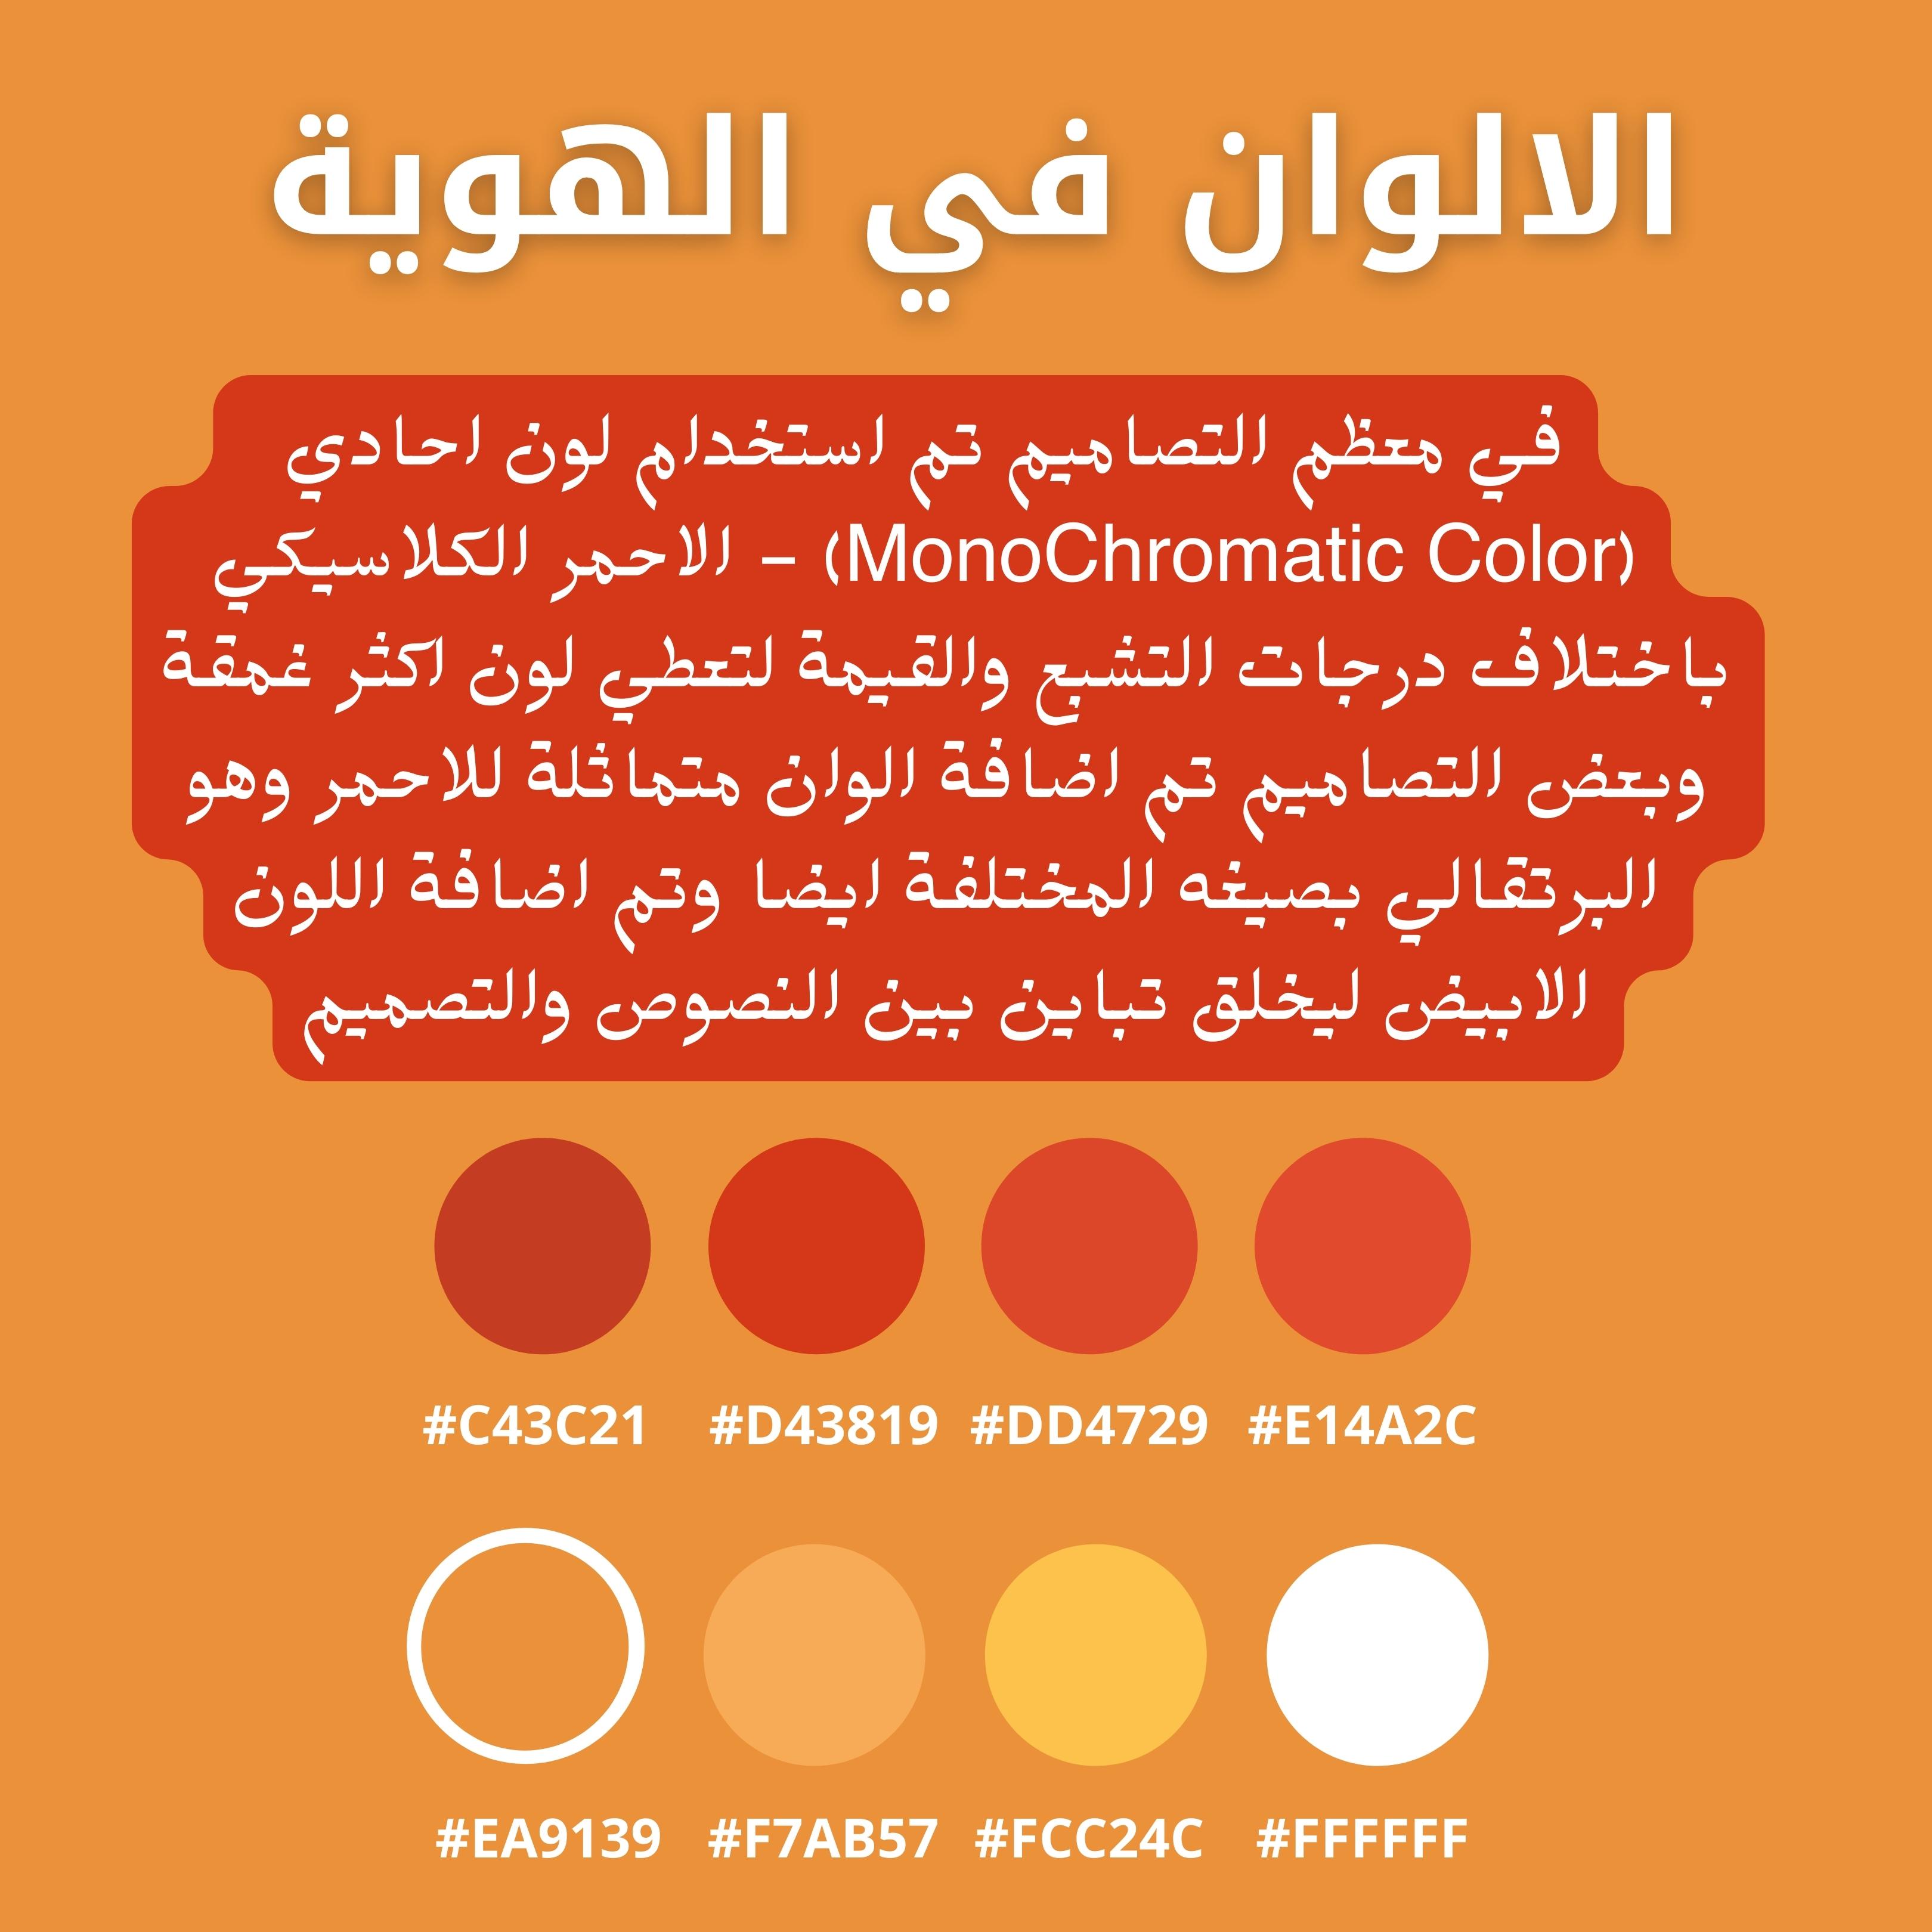 الالوان في الهوية
في معظم التصاميم تم استخدام لون احادي
(MonoChromatic Color) – الاحمر الكلاسيكي
باختلاف درجات التشبع والقيمة لتعطي لون اكثر غمقة
وبعض التصاميم تم اضافة الوان متماثلة للاحمر وهو
البرتقالي بصيغه المختلفة ايضا وتم اضافة اللون
الابيض ليخلق تباين بين النصوص والتصميم
#C43C21 #D43819 #DD4729 #E14A2C
#EA9139 #F7AB57 #FCC24C #FFFFFF